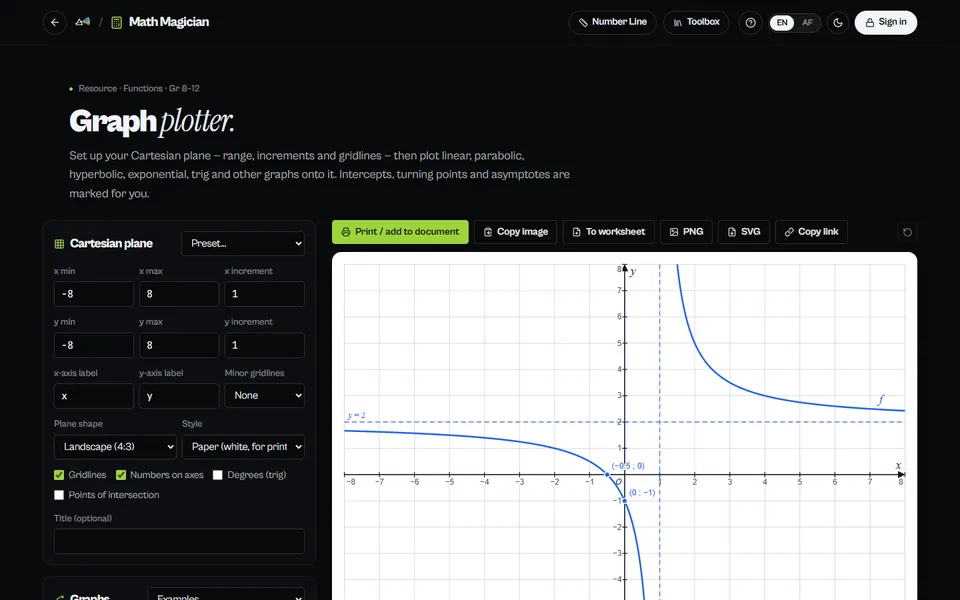 Math Magician
Number Line
Toolbox
EN
AF
Sign in
Resource · Functions · Gr 8–12
Graph plotter.
Set up your Cartesian plane – range, increments and gridlines – then plot linear, parabolic,
hyperbolic, exponential, trig and other graphs onto it. Intercepts, turning points and asymptotes are
marked for you.
Cartesian plane
Preset...
x min
x max
x increment
-8
8
1
y min
y max
y increment
-8
8
1
x-axis label
y-axis label
Minor gridlines
x
y
None
Plane shape
Style
Landscape (4:3)
Paper (white, for print
Gridlines
Numbers on axes
Degrees (trig)
Points of intersection
Title (optional)
Graphs
Examples
Print / add to document
Copy image
To worksheet
PNG
SVG
Copy link
8
y
7
6
5
4
3
f
y = 2
2
1
(−0.5 ; 0)
x
−8 −7 −6 −5 −4 −3 −2 −1 O 1 2 3 4 5 6 7 8
(0 ; −1)
−1
−2
−3
−4